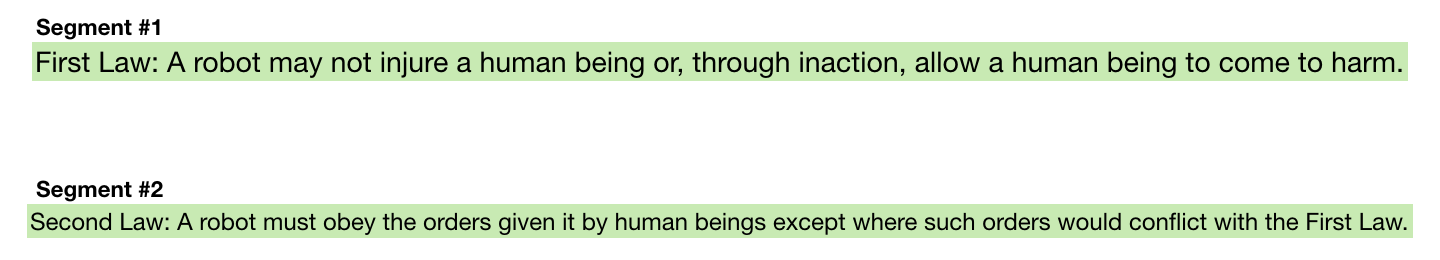 Segment #1
First Law: A robot may not injure a human being or, through inaction, allow a human being to come to harm.
Segment #2
Second Law: A robot must obey the orders given it by human beings except where such orders would conflict with the First Law.